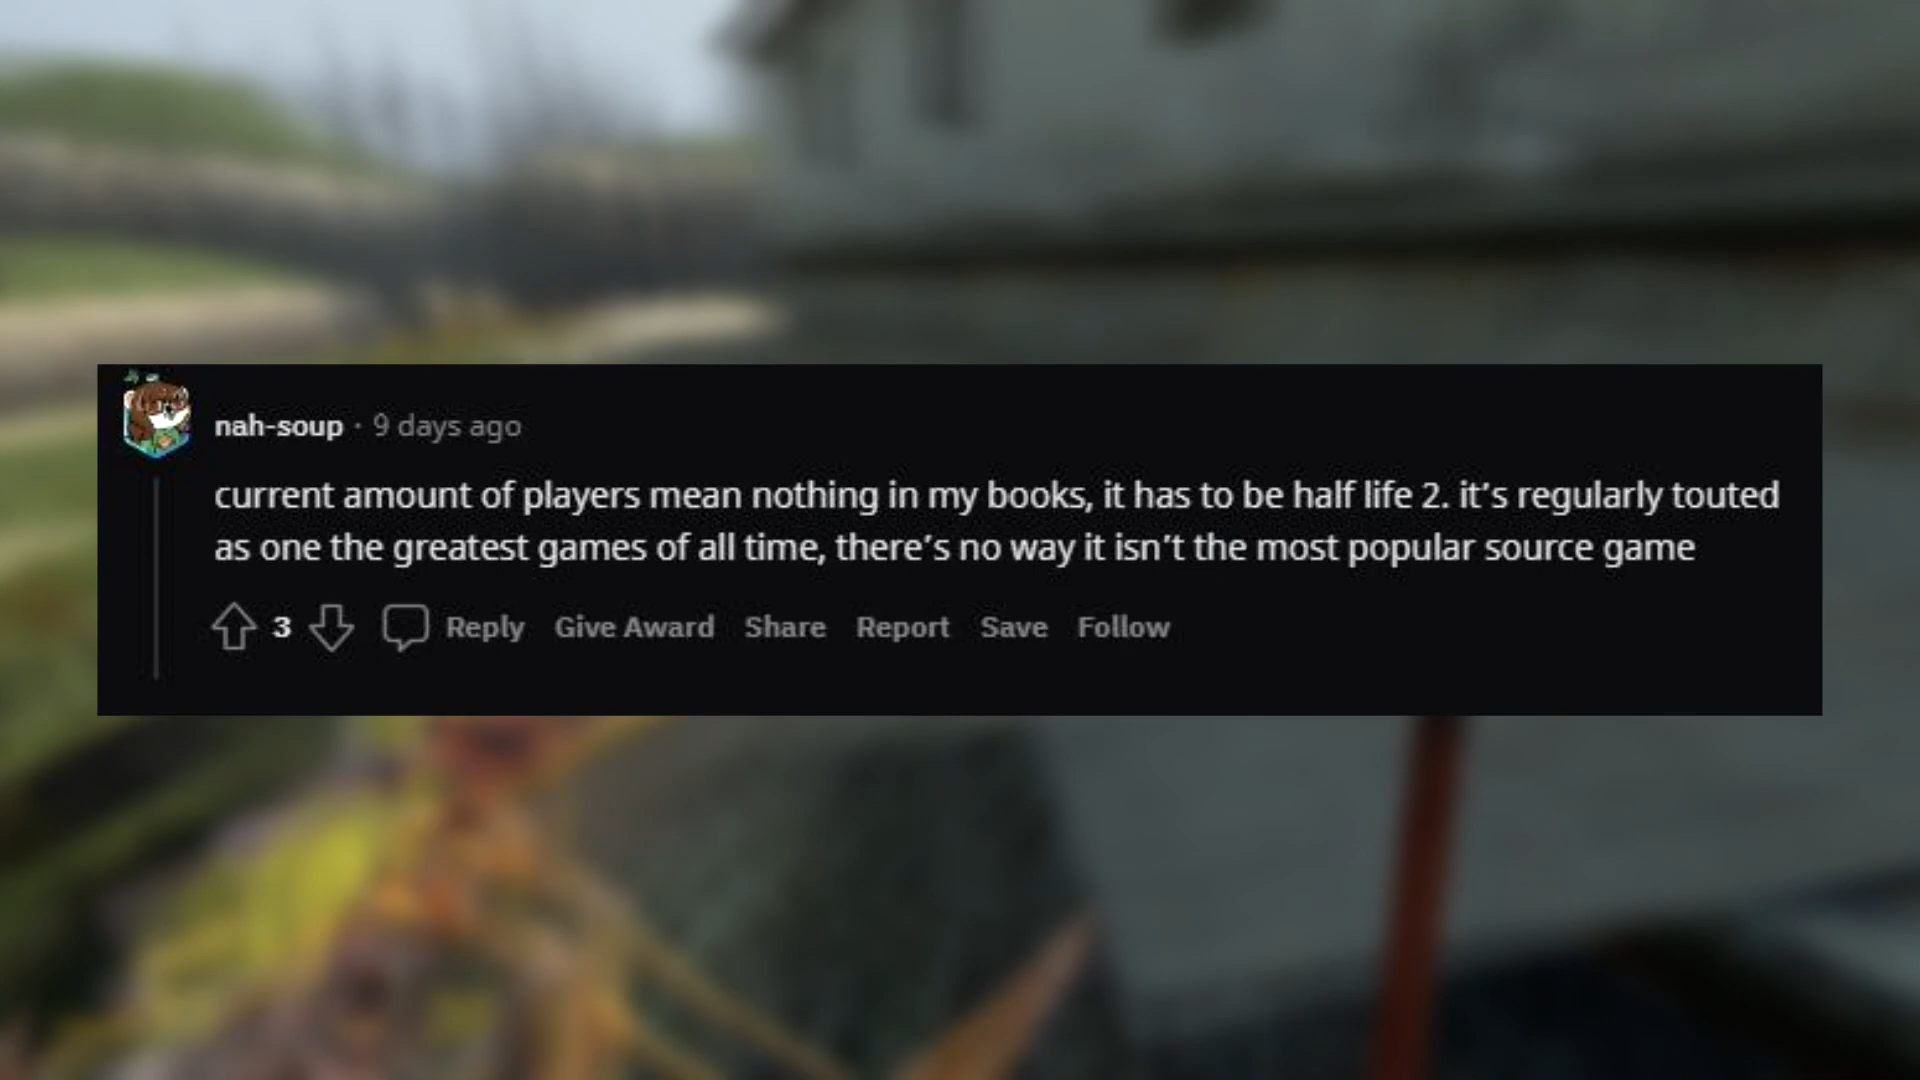 nah-soup · 9 days ago
current amount of players mean nothing in my books, it has to be half life 2. it’s regularly touted
as one the greatest games of all time, there’s no way it isn’t the most popular source game
3 Reply Give Award Share Report Save Follow